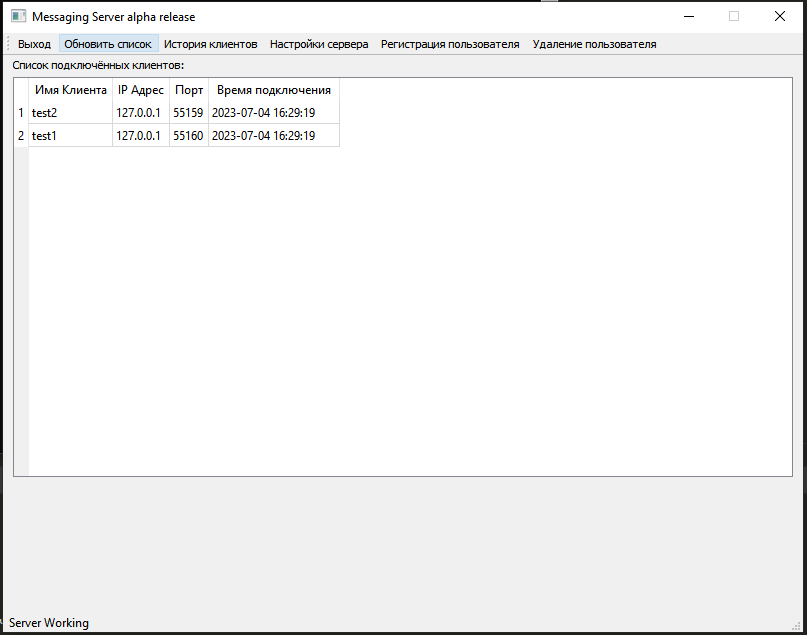 Messaging Server alpha release
Выход Обновить список История клиентов Настройки сервера Регистрация пользователя Удаление пользователя
Список подключённых клиентов:
Имя Клиента IP Адрес Порт Время подключения
1 test2 127.0.0.1 55159 2023-07-04 16:29:19
2 test1 127.0.0.1 55160 2023-07-04 16:29:19
Server Working